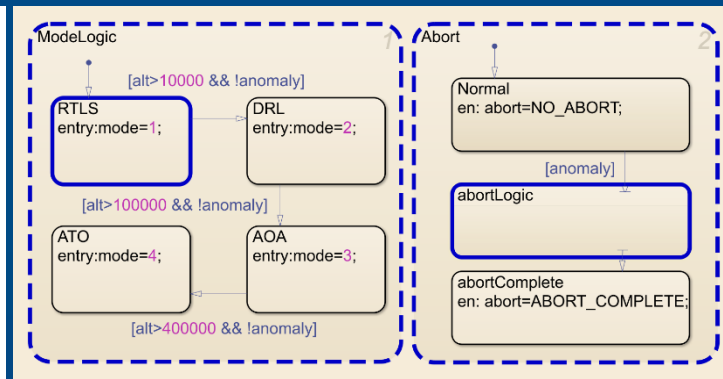 ModeLogic
1
[alt>10000 && !anomaly]
RTLS
entry:mode=1;
DRL
entry:mode=2;
[alt>100000 && !anomaly]
ATO
entry:mode=4;
AOA
entry:mode=3;
[alt>400000 && !anomaly]
Abort
2
Normal
en: abort=NO_ABORT;
[anomaly]
abortLogic
abortComplete
en: abort=ABORT_COMPLETE;